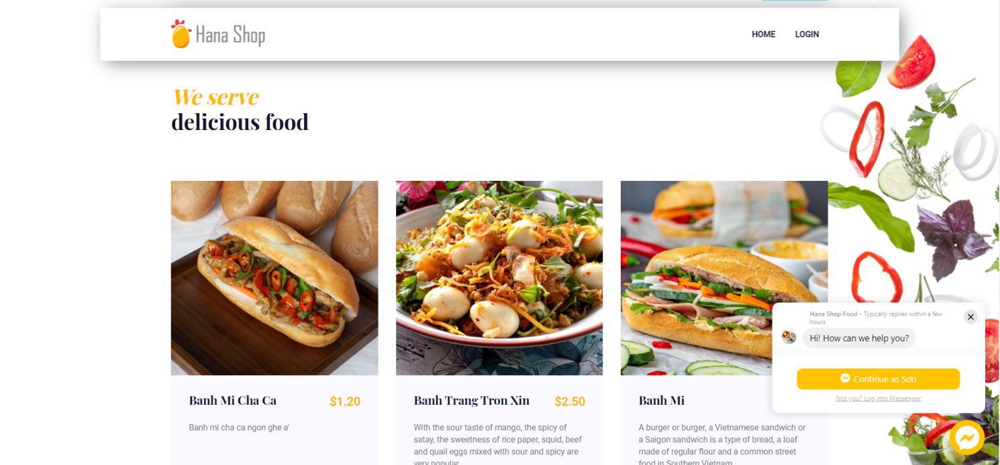 Hana Shop
HOME
LOGIN
We serve
delicious food
Banh Mi Cha Ca
$1.20
Banh mi cha ca ngon ghe a'
Banh Trang Tron Xin
$2.50
With the sour taste of mango, the spicy of
satay, the sweetness of rice paper, squid, beef
and quail eggs mixed with sour and spicy are
very popular
Banh Mi
A burger or burger, a Vietnamese sandwich or
a Saigon sandwich is a type of bread, a loaf
made of regular flour and a common street
food in Southern Vietnam
Hana Shop Food • Typically replies within a few
hours
Hi! How can we help you?
Continue as Sơn
Not you? Log into Messenger